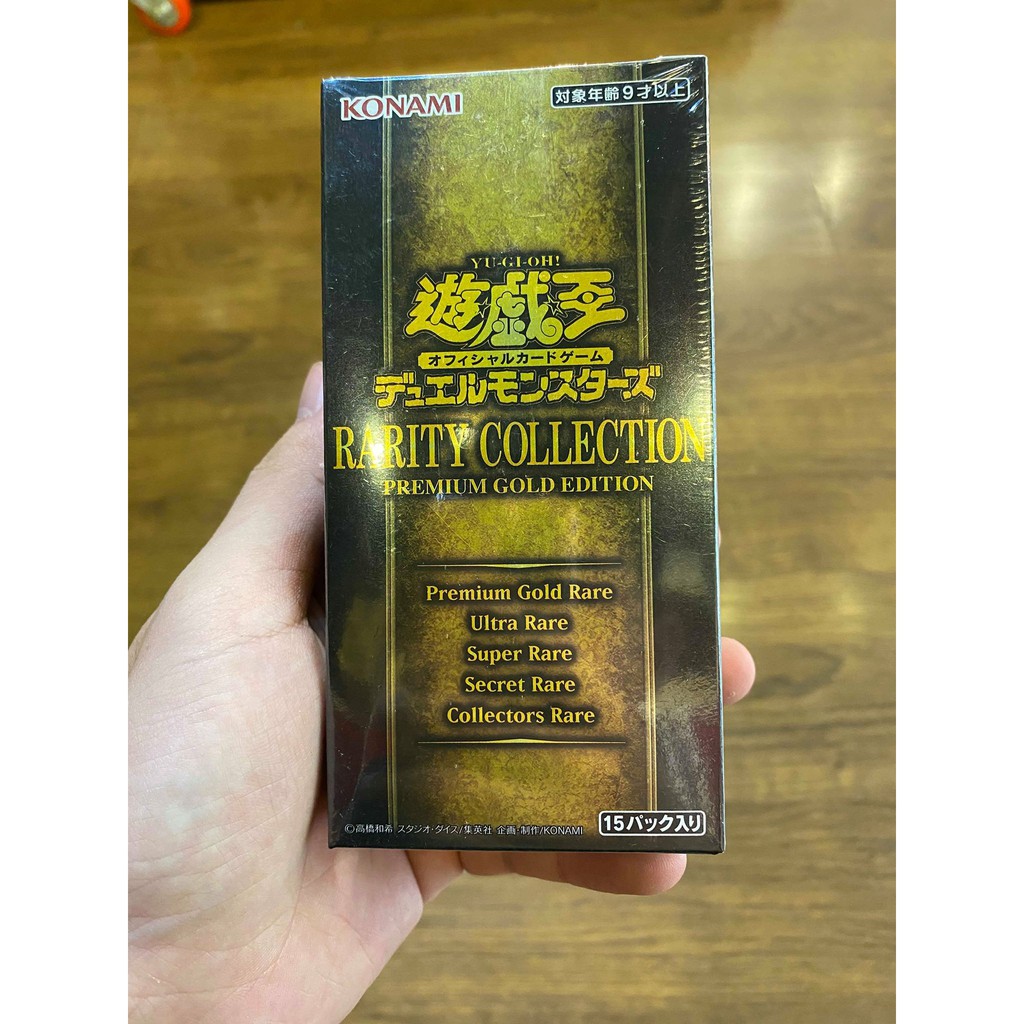 KONAMI
対象年齢9才以上
YU-GI-OH!
遊戯王
オフィシャルカードゲーム
デュエルモンスターズ
RARITY COLLECTION
PREMIUM GOLD EDITION
Premium Gold Rare
Ultra Rare
Super Rare
Secret Rare
Collectors Rare
©高橋和希 スタジオ・ダイス/集英社 企画・制作/KONAMI
15パック入り